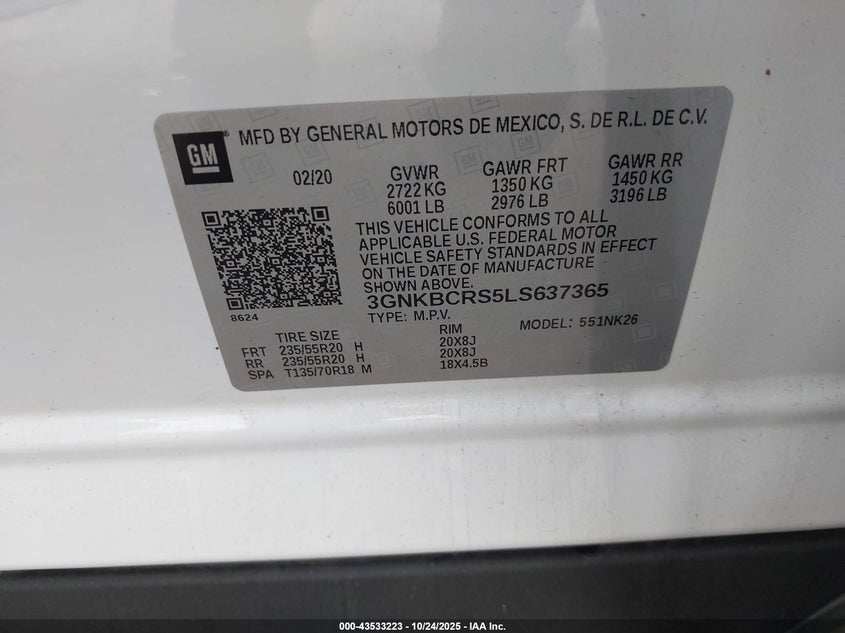 GM ® MFD BY GENERAL MOTORS DE MEXICO, S. DE R.L. DE C.V.
02/20 GVWR GAWR FRT GAWR RR
2722 KG 1350 KG 1450 KG
6001 LB 2976 LB 3196 LB
THIS VEHICLE CONFORMS TO ALL
APPLICABLE U.S. FEDERAL MOTOR
VEHICLE SAFETY STANDARDS IN EFFECT
ON THE DATE OF MANUFACTURE
SHOWN ABOVE.
3GNKBCRS5LS637365
8624 TYPE: M.P.V. MODEL: 551NK26
TIRE SIZE RIM
FRT 235/55R20 H 20X8J
RR 235/55R20 H 20X8J
SPA T135/70R18 M 18X4.5B
000-43533223 - 10/24/2025 - IAA Inc.